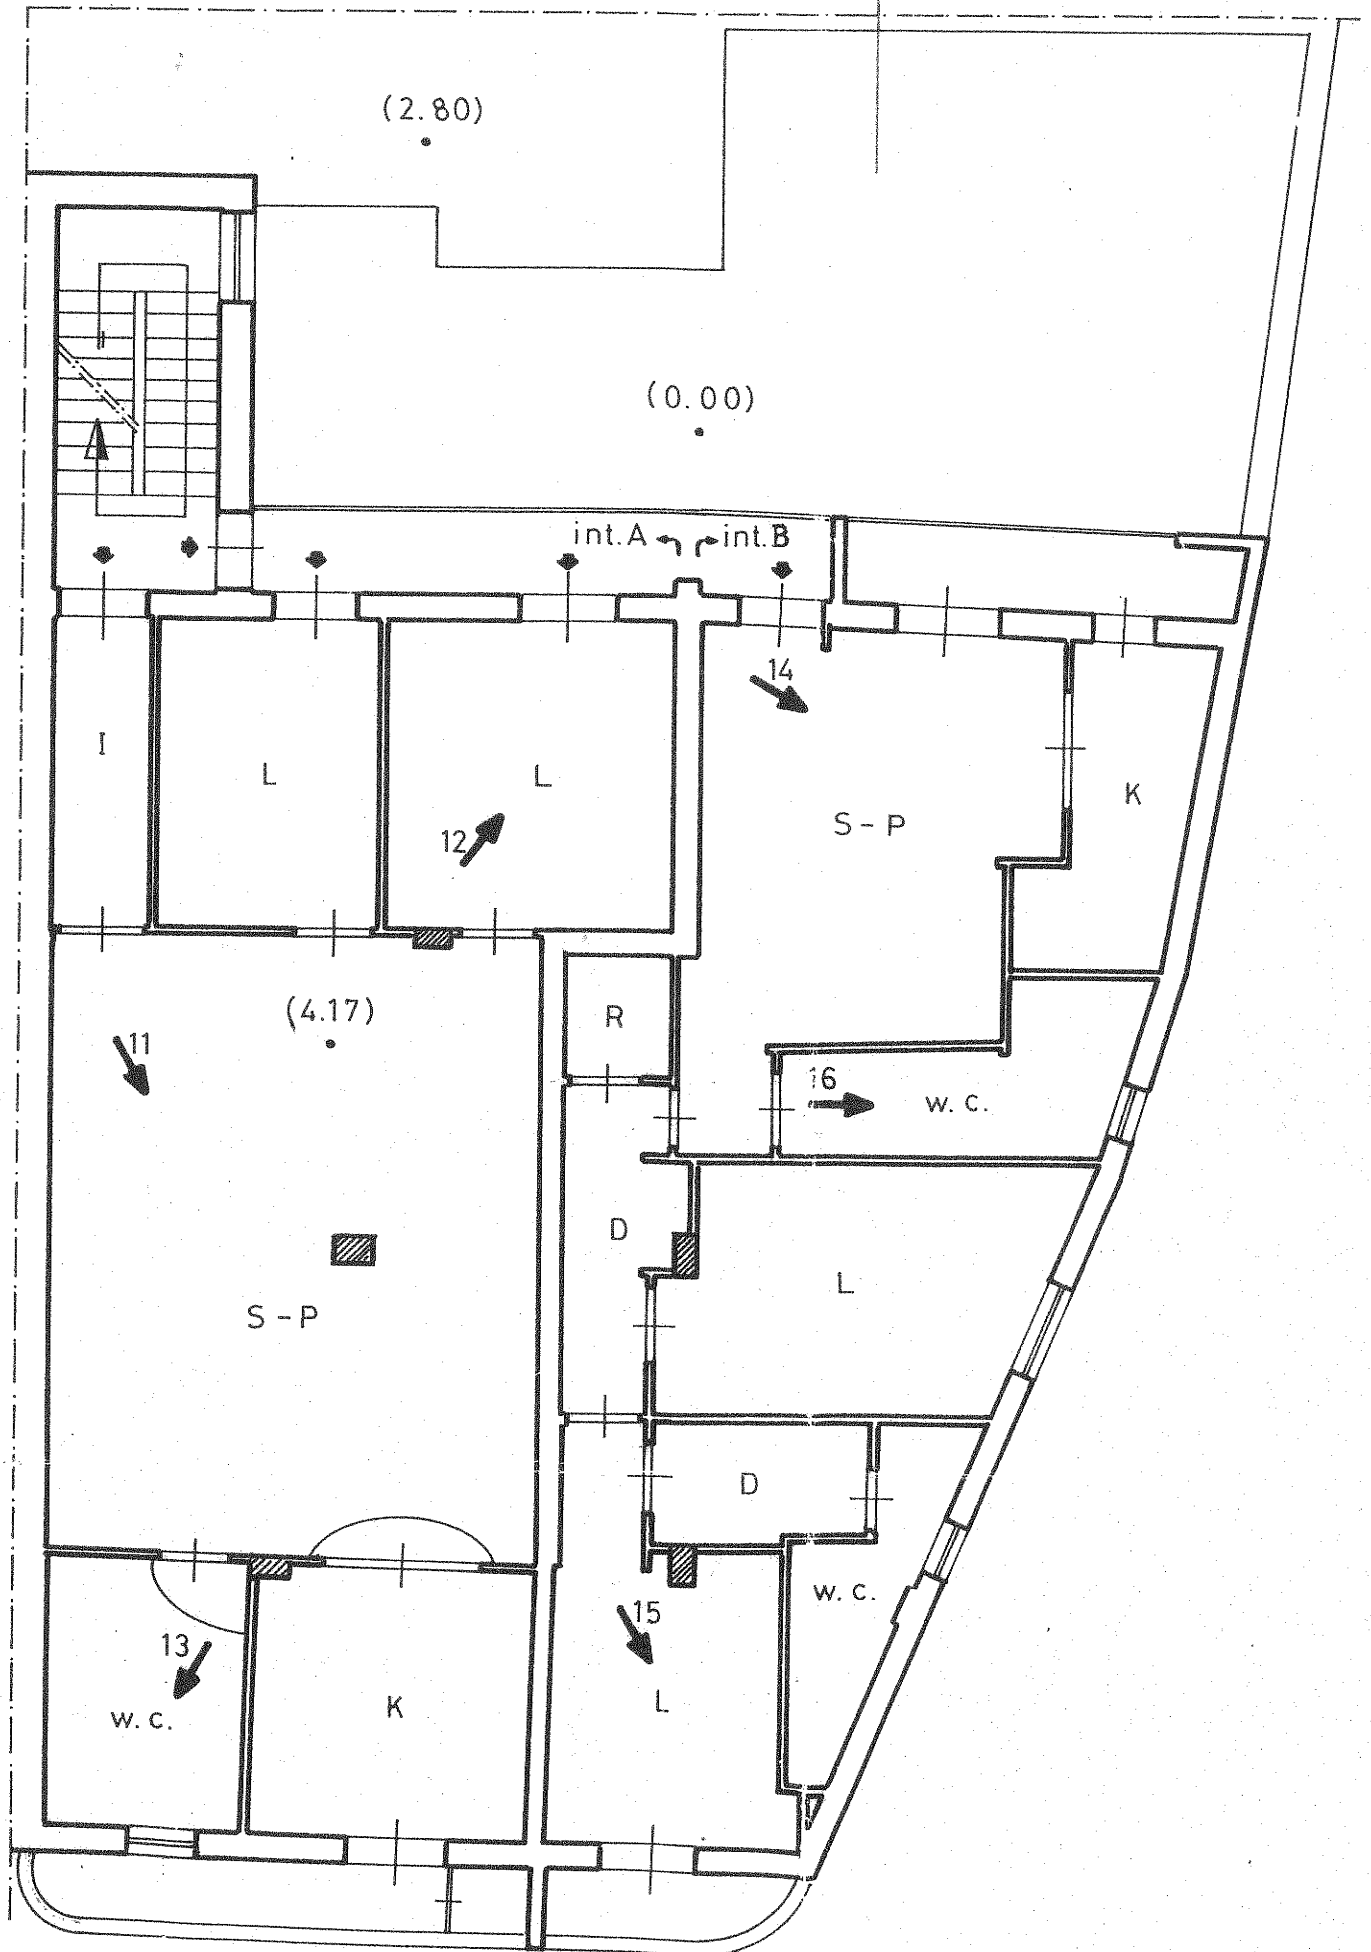 (2.80)
(0.00)
int.A int.B
14
I
L
L
K
S-P
12
(4.17)
R
11
16
w.c.
D
L
S-P
D
w.c.
15
13
L
K
w.c.